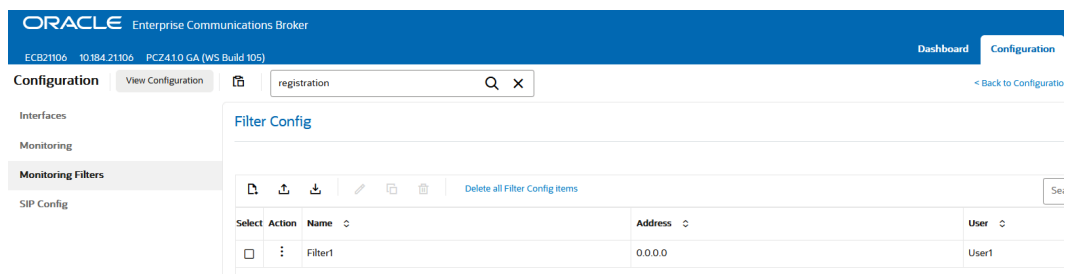 ORACLE Enterprise Communications Broker
ECB21106 10.184.21.106 PCZ4.1.0 GA (WS Build 105)
Dashboard Configuration
Configuration View Configuration registration < Back to Configuratio
Interfaces
Monitoring
Monitoring Filters
SIP Config
Filter Config
Delete all Filter Config items Sea
Select Action Name Address User
Filter1 0.0.0.0 User1